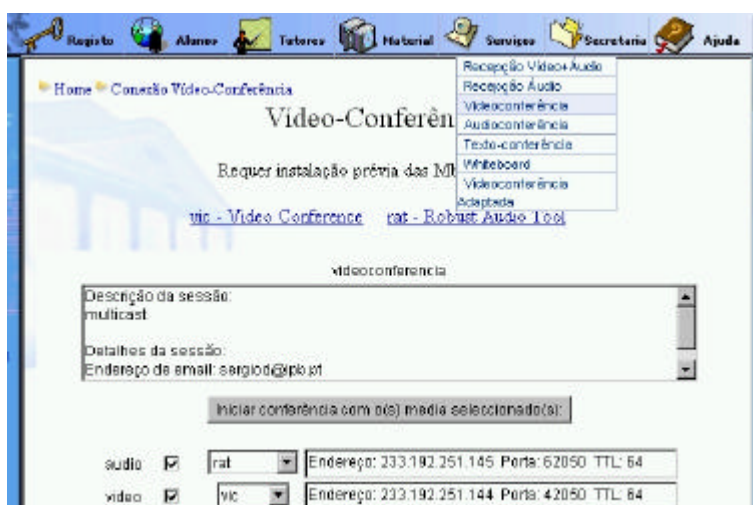 Registo Alunos Tutores Material Serviços Secretaria Ajuda
Recepção Vídeo+Áudio
Recepção Áudio
Videoconferência
Audioconferência
Texto-conferência
Whiteboard
Videoconferência
Adaptada
Home Conexão Vídeo-Conferência
Vídeo-Conferên
Requer instalação prévia das Mb
vic - Video Conference rat - Robust Audio Tool
videoconferencia
Descrição da sessão:
multicast
Detalhes da sessão:
Endereço de email: sergiod@ipb.pt
Iniciar conferência com o(s) media seleccionado(s):
audio rat Endereço: 233.192.251.145 Porta: 62050 TTL: 64
video vic Endereço: 233.192.251.144 Porta: 42050 TTL: 64